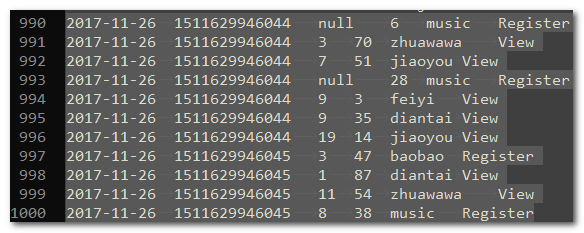 990 2017-11-26 1511629946044 null 6 music Register
991 2017-11-26 1511629946044 3 70 zhuawawa View
992 2017-11-26 1511629946044 7 51 jiaoyou View
993 2017-11-26 1511629946044 null 28 music Register
994 2017-11-26 1511629946044 9 3 feiyi View
995 2017-11-26 1511629946044 9 35 diantai View
996 2017-11-26 1511629946044 19 14 jiaoyou View
997 2017-11-26 1511629946045 3 47 baobao Register
998 2017-11-26 1511629946045 1 87 diantai View
999 2017-11-26 1511629946045 11 54 zhuawawa View
1000 2017-11-26 1511629946045 8 38 music Register